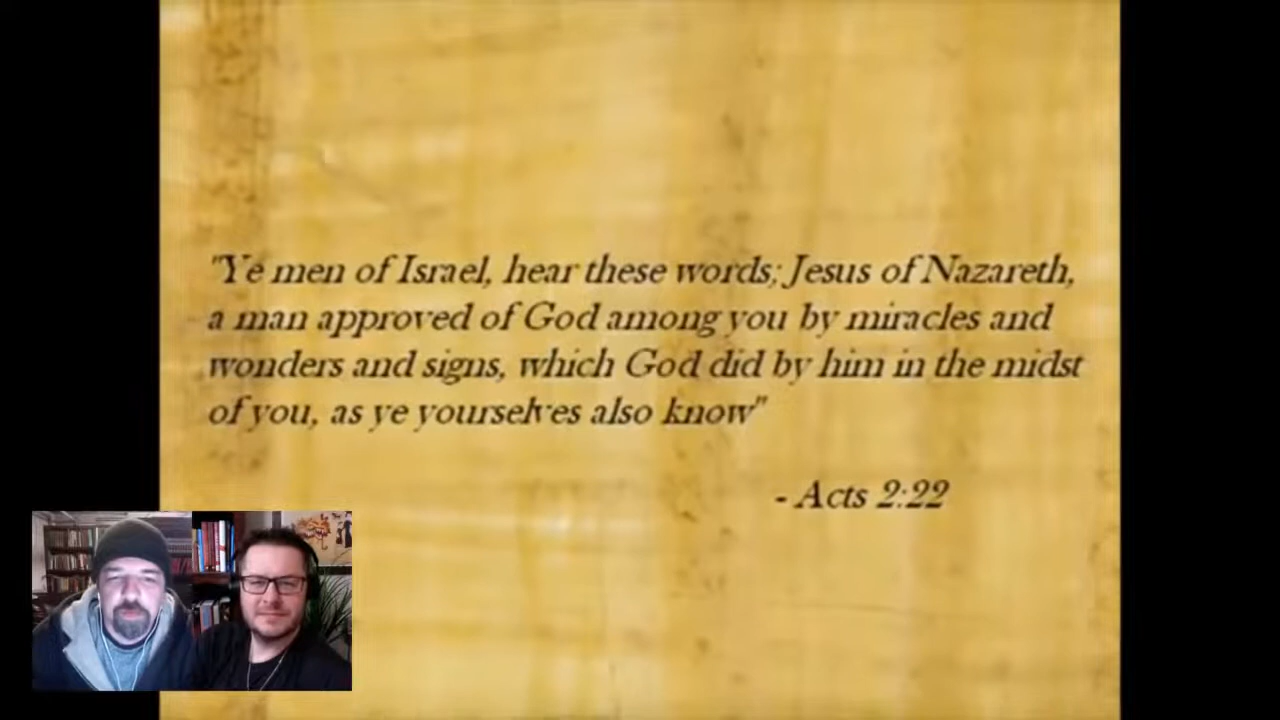 "Ye men of Israel, hear these words; Jesus of Nazareth,
a man approved of God among you by miracles and
wonders and signs, which God did by him in the midst
of you, as ye yourselves also know"
- Acts 2:22